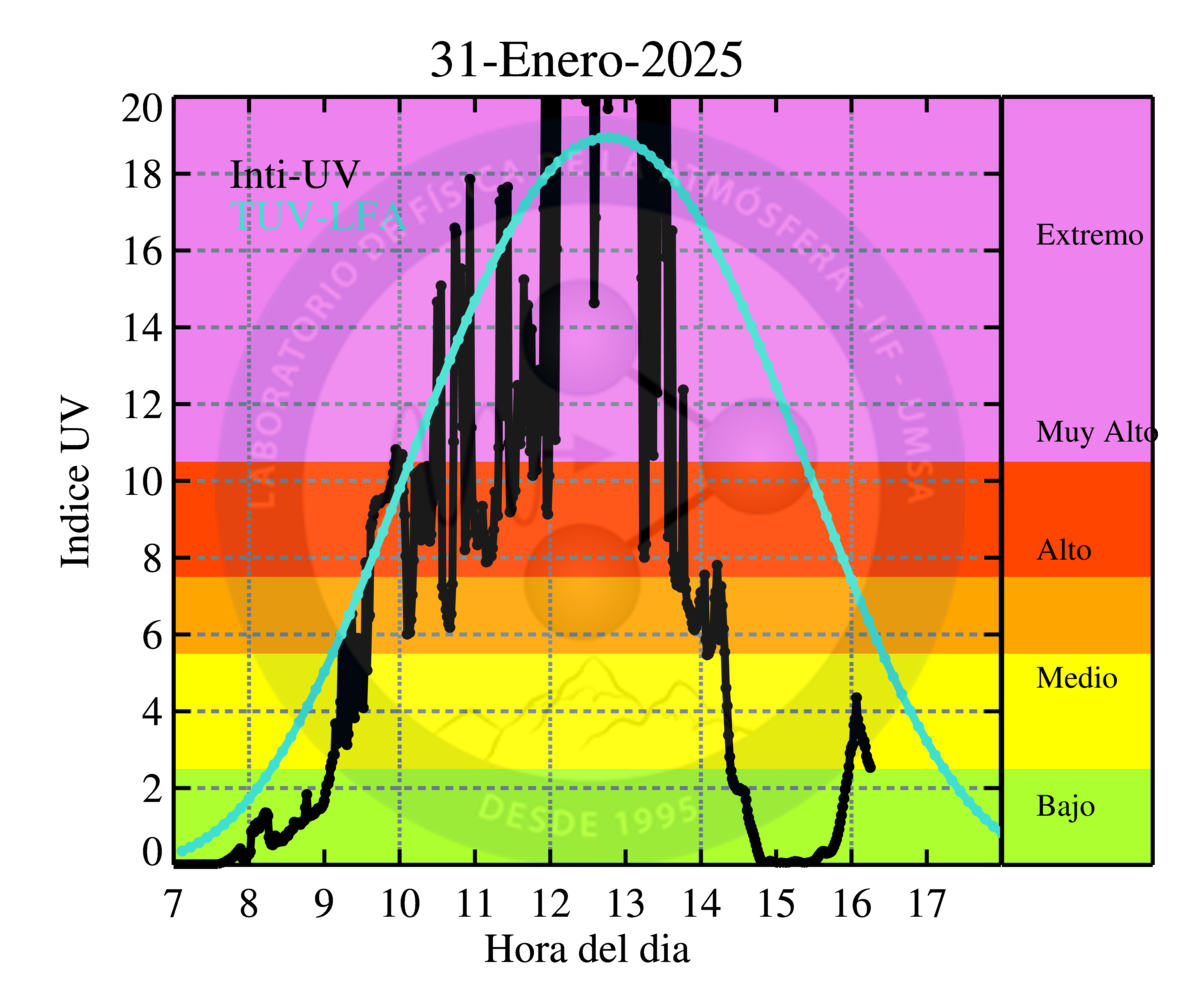 31-Enero-2025
20
18
16
14
12
10
8
6
4
2
0
Indice UV
Inti-UV
TUV-LFA
LABORATORIO DE FÍSICA DE LA ATMÓSFERA - IIF - UMSA
DESDE 1995
Extremo
Muy Alto
Alto
Medio
Bajo
7 8 9 10 11 12 13 14 15 16 17
Hora del dia